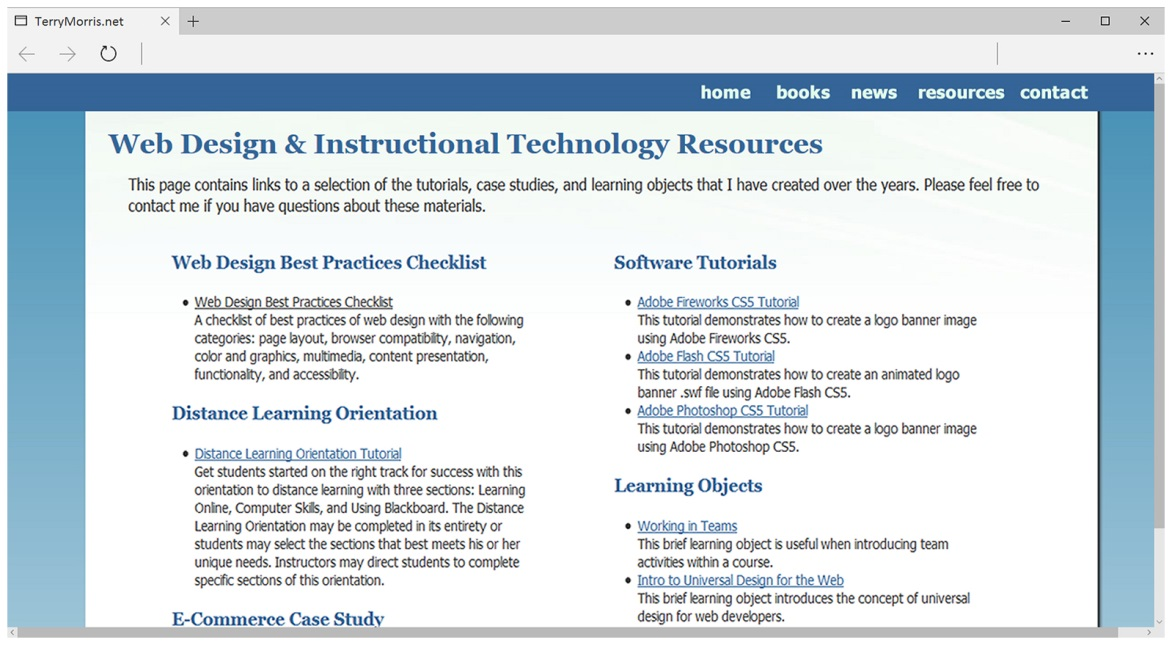 TerryMorris.net
home books news resources contact
Web Design & Instructional Technology Resources
This page contains links to a selection of the tutorials, case studies, and learning objects that I have created over the years. Please feel free to
contact me if you have questions about these materials.
Web Design Best Practices Checklist
Web Design Best Practices Checklist
A checklist of best practices of web design with the following
categories: page layout, browser compatibility, navigation,
color and graphics, multimedia, content presentation,
functionality, and accessibility.
Distance Learning Orientation
Distance Learning Orientation Tutorial
Get students started on the right track for success with this
orientation to distance learning with three sections: Learning
Online, Computer Skills, and Using Blackboard. The Distance
Learning Orientation may be completed in its entirety or
students may select the sections that best meets his or her
unique needs. Instructors may direct students to complete
specific sections of this orientation.
E-Commerce Case Study
Software Tutorials
Adobe Fireworks CS5 Tutorial
This tutorial demonstrates how to create a logo banner image
using Adobe Fireworks CS5.
Adobe Flash CS5 Tutorial
This tutorial demonstrates how to create an animated logo
banner .swf file using Adobe Flash CS5.
Adobe Photoshop CS5 Tutorial
This tutorial demonstrates how to create a logo banner image
using Adobe Photoshop CS5.
Learning Objects
Working in Teams
This brief learning object is useful when introducing team
activities within a course.
Intro to Universal Design for the Web
This brief learning object introduces the concept of universal
design for web developers.